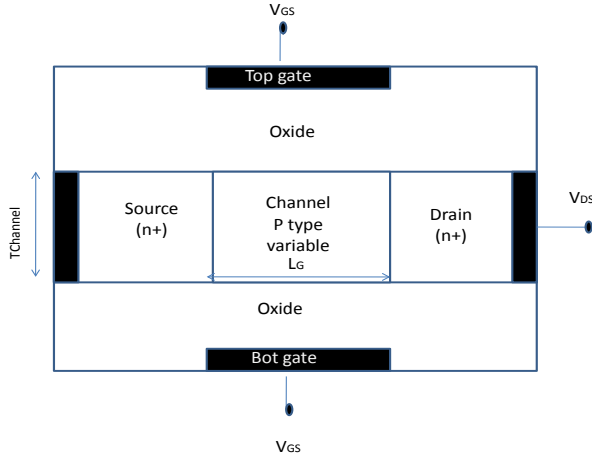 VGS
Top gate
Oxide
TChannel
Source
(n+)
Channel
P type
variable
LG
Drain
(n+)
VDS
Oxide
Bot gate
VGS